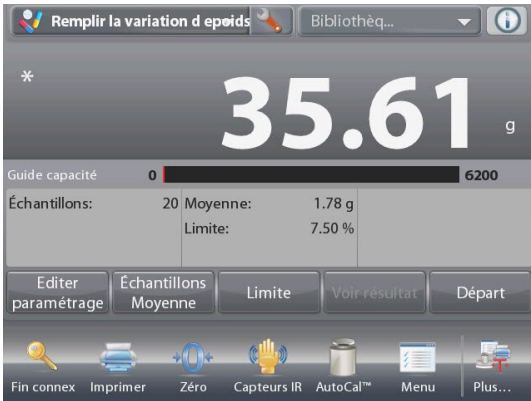 Remplir la variation d epoids
Bibliothèq...
*
35.61 g
Guide capacité 0 6200
Échantillons: 20 Moyenne: 1.78 g
Limite: 7.50 %
Editer paramétrage
Échantillons Moyenne
Limite
Voir résultat
Départ
Fin connex
Imprimer
Zéro
Capteurs IR
AutoCal™
Menu
Plus...